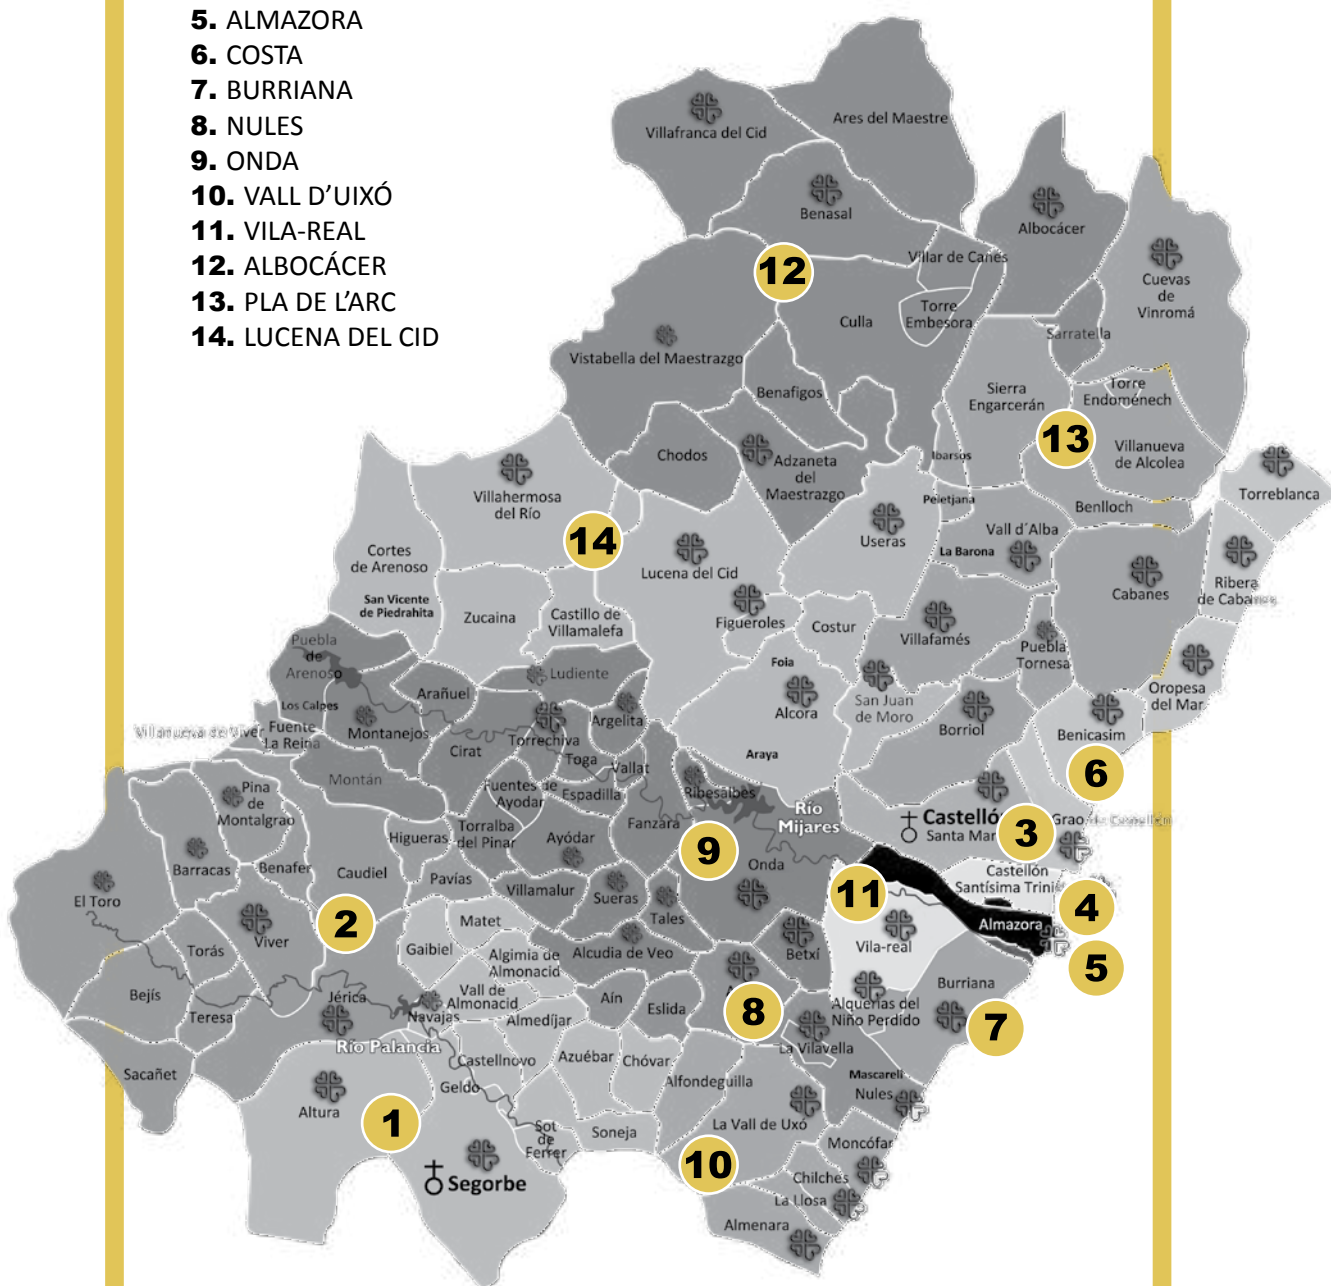 5. ALMAZORA
6. COSTA
7. BURRIANA
8. NULES
9. ONDA
10. VALL D’UIXÓ
11. VILA-REAL
12. ALBOCÁCER
13. PLA DE L’ARC
14. LUCENA DEL CID
Villafranca del Cid
Ares del Maestre
Benasal
Albocácer
Villar de Canes
12
Cuevas
de
Vinromá
Torre
Embesora
Culla
Sarratella
Vistabella del Maestrazgo
Benafigos
Sierra
Engarcerán
Torre
Endoménech
13
Villanueva
de Alcolea
Chodos
Adzaneta
del
Maestrazgo
Ibarsos
Torreblanca
Villahermosa
del Río
Peletjana
Benlloch
14
Useras
Vall d´Alba
La Barona
Cortes
de Arenoso
Lucena del Cid
Ribera
de Cabanes
Cabanes
San Vicente
de Piedrahita
Zucaina
Castillo de
Villamalefa
Figueroles
Costur
Villafamés
Puebla
Tornesa
Puebla
de
Arenoso
Ludiente
Foia
San Juan
de Moro
Oropesa
del Mar
Arañuel
Los Calpes
Argelita
Alcora
Borriol
Benicasim
Villanueva de Viver
Fuente
La Reina
Montanejos
Cirat
Torrechiva
Toga
Vallat
Araya
6
Montán
Pina
de
Montalgrao
Fuentes de
Ayodar
Espadilla
Ribesalbes
Río
Mijares
Castelló
Santa Mar
3
Grao de Castellón
Higueras
Torralba
del Pinar
Ayódar
Fanzara
9
Onda
Barracas
Benafer
Caudiel
Pavías
Villamalur
Sueras
Tales
11
Castellón
Santísima Trini
4
El Toro
2
Matet
Almazora
Viver
Torás
Gaibiel
Algimia de
Almonacid
Alcudia de Veo
Betxí
Vila-real
5
Bejís
Jérica
Navajas
Vall de
Almonacid
Aín
Eslida
8
Burriana
Alquerías del
Niño Perdido
7
Teresa
Almedíjar
Río Palancia
La Vilavella
Sacañet
Castellnovo
Azuébar
Chóvar
Alfondeguilla
Mascarell
Nules
Geldo
Altura
1
La Vall de Uxó
Sot
de
Ferrer
Soneja
Moncófar
10
Segorbe
Chilches
La Llosa
Almenara